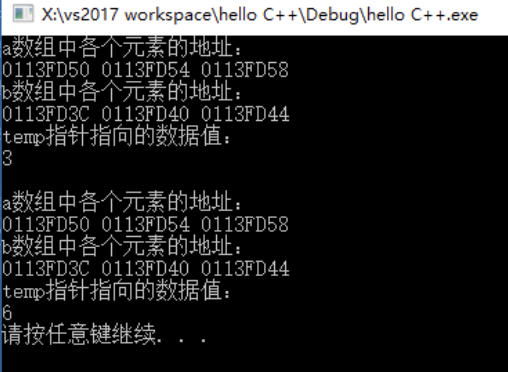 X:\vs2017 workspace\hello C++\Debug\hello C++.exe
a数组中各个元素的地址：
0113FD50 0113FD54 0113FD58
b数组中各个元素的地址：
0113FD3C 0113FD40 0113FD44
temp指针指向的数据值：
3
a数组中各个元素的地址：
0113FD50 0113FD54 0113FD58
b数组中各个元素的地址：
0113FD3C 0113FD40 0113FD44
temp指针指向的数据值：
6
请按任意键继续. . .